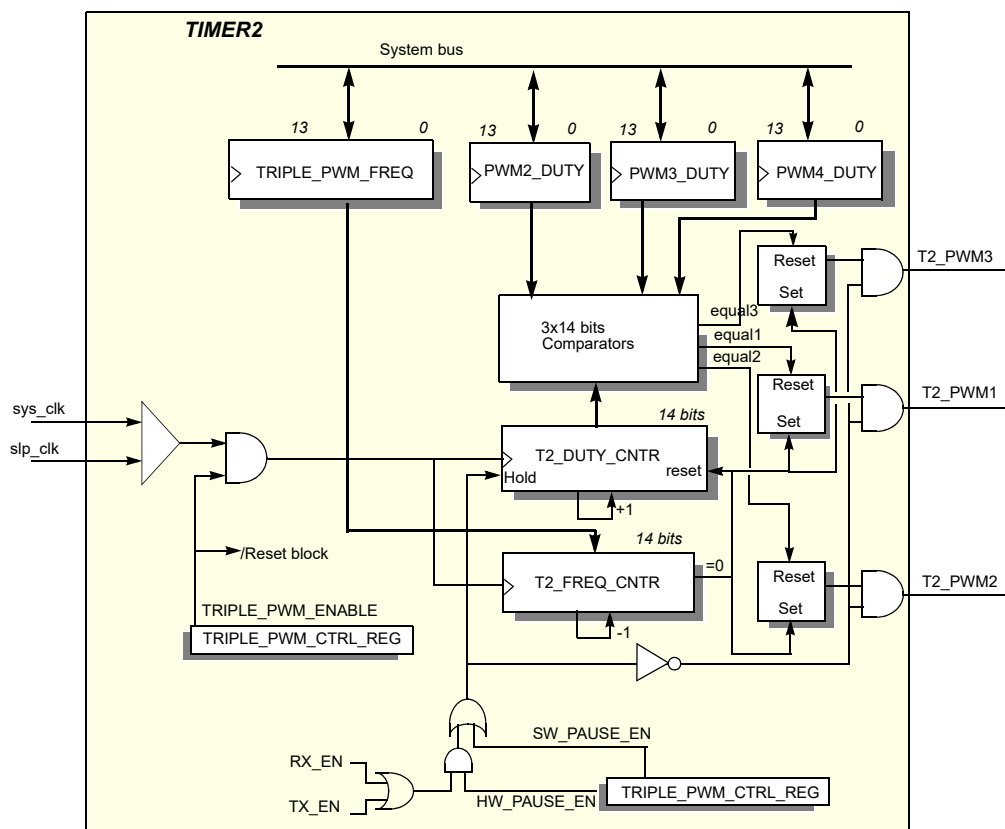 TIMER2
System bus
13 0 13 0 13 0 13 0
TRIPLE_PWM_FREQ
PWM2_DUTY
PWM3_DUTY
PWM4_DUTY
Reset
Set
T2_PWM3
3x14 bits
Comparators
equal3
equal1
equal2
Reset
Set
T2_PWM1
sys_clk
slp_clk
14 bits
T2_DUTY_CNTR
reset
Hold
+1
14 bits
T2_FREQ_CNTR
=0
-1
Reset
Set
T2_PWM2
/Reset block
TRIPLE_PWM_ENABLE
TRIPLE_PWM_CTRL_REG
SW_PAUSE_EN
RX_EN
TX_EN
HW_PAUSE_EN
TRIPLE_PWM_CTRL_REG